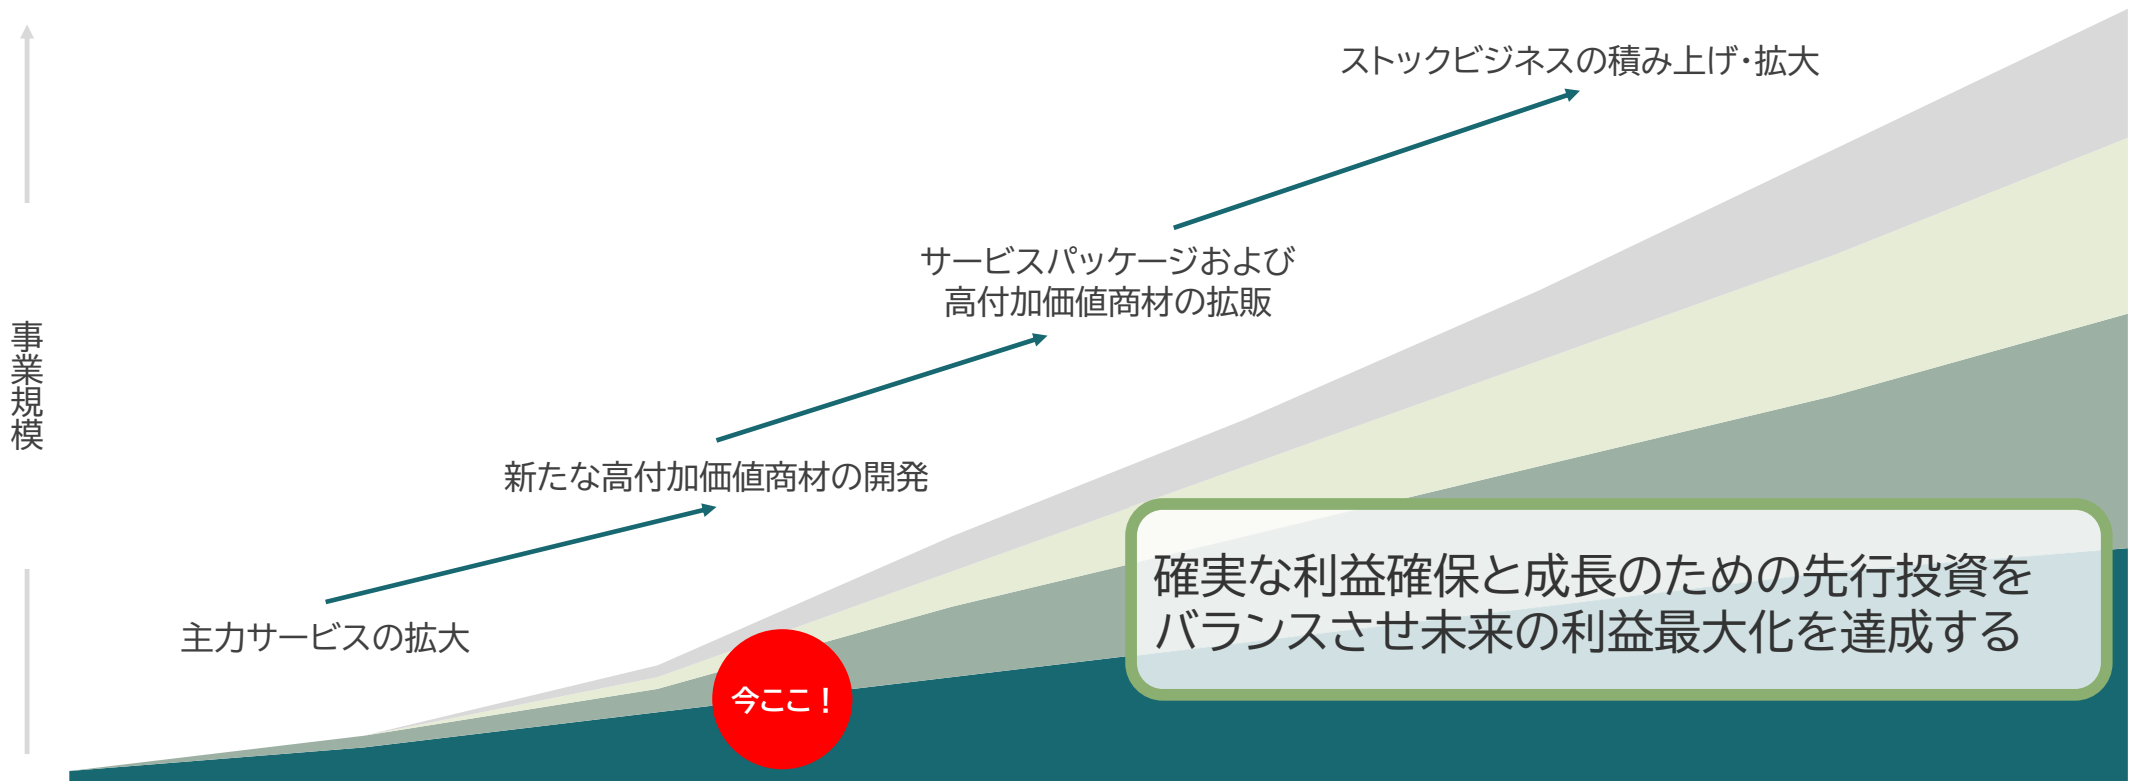 ストックビジネスの積み上げ・拡大
サービスパッケージおよび
高付加価値商材の拡販
事業規模
新たな高付加価値商材の開発
主力サービスの拡大
確実な利益確保と成長のための先行投資を
バランスさせ未来の利益最大化を達成する
今ここ！